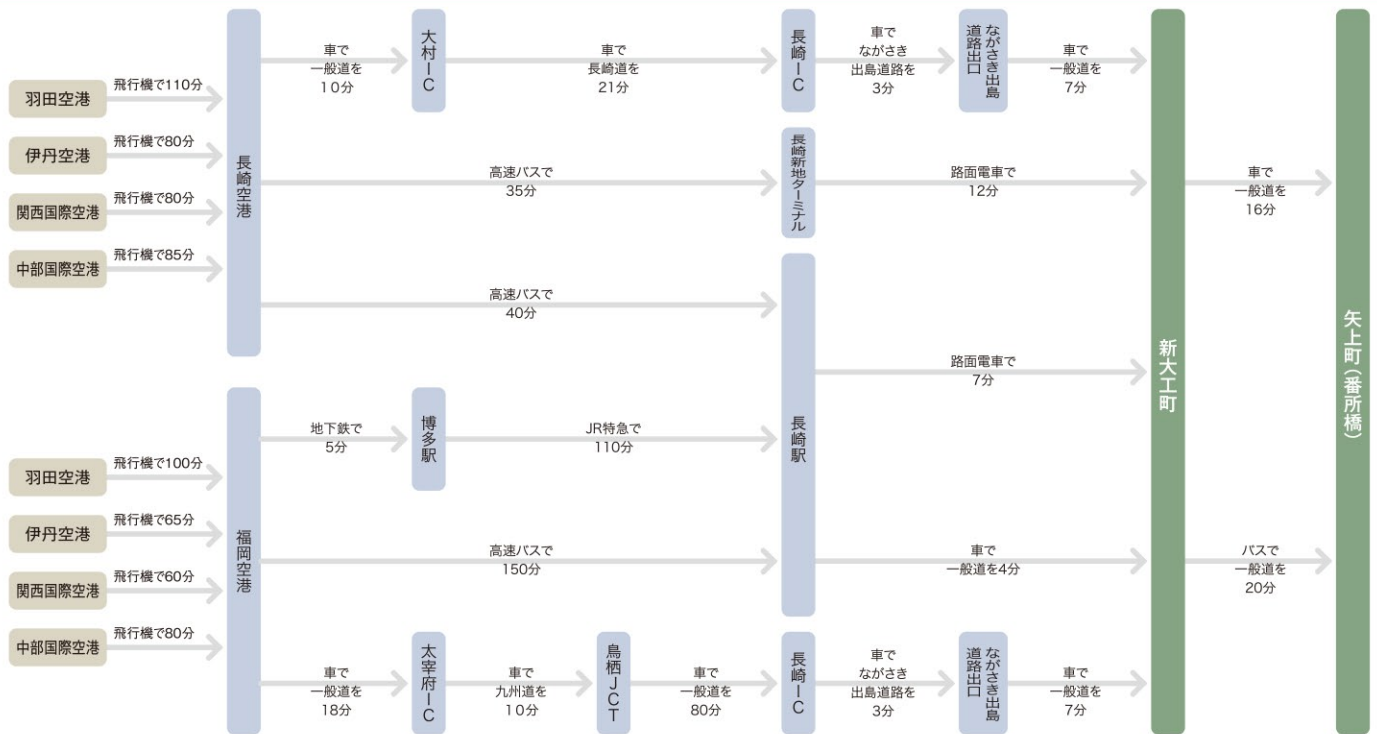 羽田空港
飛行機で110分
伊丹空港
飛行機で80分
関西国際空港
飛行機で80分
中部国際空港
飛行機で85分
長崎空港
車で
一般道を
10分
大村IC
車で
長崎道を
21分
長崎IC
車で
ながさき
出島道路を
3分
ながさき出島
道路出口
車で
一般道を
7分
高速バスで
35分
長崎新地ターミナル
路面電車で
12分
高速バスで
40分
長崎駅
路面電車で
7分
新大工町
車で
一般道を
16分
矢上町(番所橋)
羽田空港
飛行機で100分
伊丹空港
飛行機で65分
関西国際空港
飛行機で60分
中部国際空港
飛行機で80分
福岡空港
地下鉄で
5分
博多駅
JR特急で
110分
高速バスで
150分
車で
一般道を4分
バスで
一般道を
20分
車で
一般道を
18分
太宰府IC
車で
九州道を
10分
鳥栖JCT
車で
一般道を
80分
長崎IC
車で
ながさき
出島道路を
3分
ながさき出島
道路出口
車で
一般道を
7分